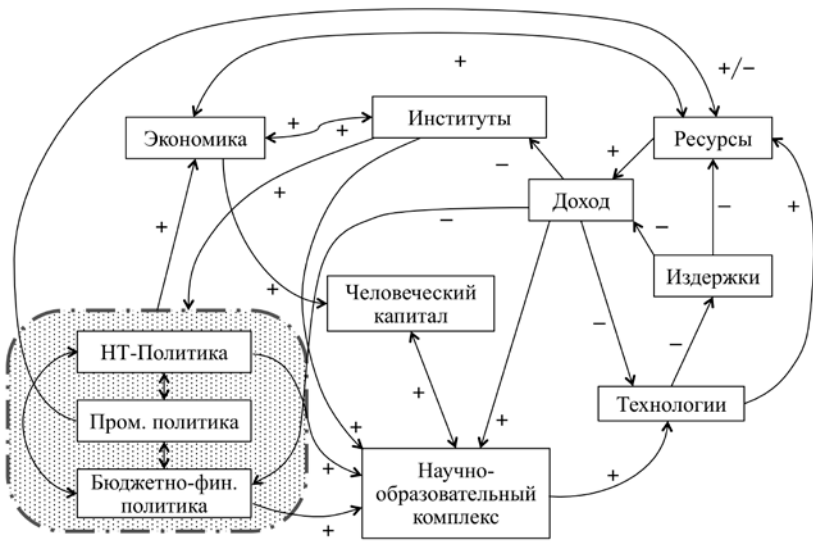 +
+/−
Экономика
+
+
Институты
Ресурсы
+
−
+
−
Доход
−
+
+
−
Издержки
+
Человеческий
капитал
−
−
НТ-Политика
+
Пром. политика
Технологии
+
+
+
Бюджетно-фин.
политика
+
+
Научно-
образовательный
комплекс
+